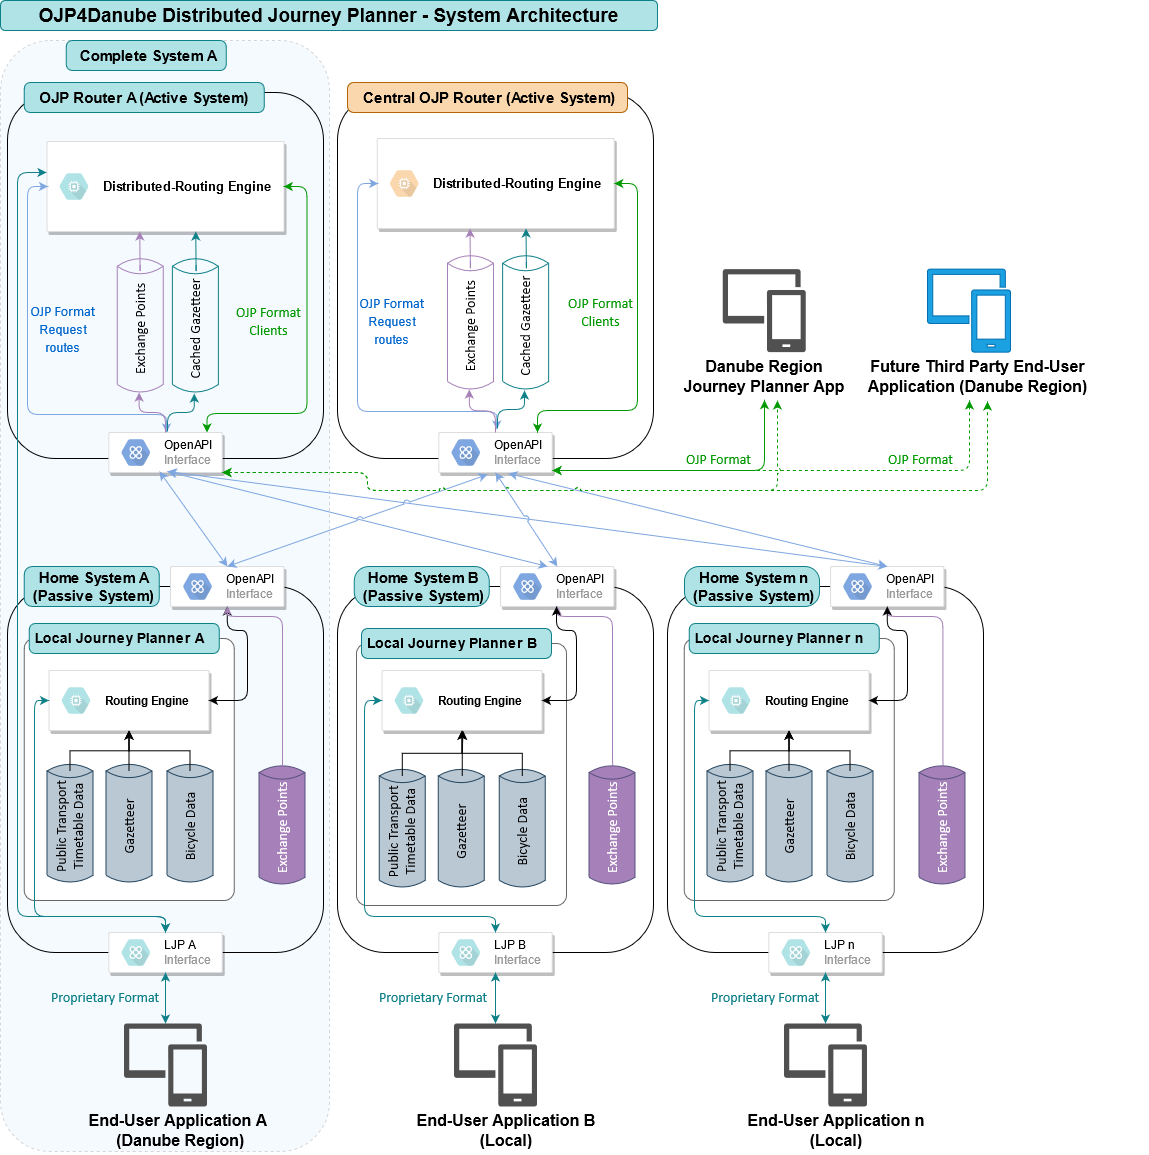 OJP4Danube Distributed Journey Planner - System Architecture
Complete System A
OJP Router A (Active System)
Distributed-Routing Engine
OJP Format
Request
routes
Exchange Points
Cached Gazetteer
OJP Format
Clients
OpenAPI
Interface
Central OJP Router (Active System)
Distributed-Routing Engine
OJP Format
Request
routes
Exchange Points
Cached Gazetteer
OJP Format
Clients
OpenAPI
Interface
Danube Region
Journey Planner App
Future Third Party End-User
Application (Danube Region)
OJP Format
OJP Format
Home System A
(Passive System)
OpenAPI
Interface
Local Journey Planner A
Routing Engine
Public Transport
Timetable Data
Gazetteer
Bicycle Data
Exchange Points
LJP A
Interface
Proprietary Format
End-User Application A
(Danube Region)
Home System B
(Passive System)
OpenAPI
Interface
Local Journey Planner B
Routing Engine
Public Transport
Timetable Data
Gazetteer
Bicycle Data
Exchange Points
LJP B
Interface
Proprietary Format
End-User Application B
(Local)
Home System n
(Passive System)
OpenAPI
Interface
Local Journey Planner n
Routing Engine
Public Transport
Timetable Data
Gazetteer
Bicycle Data
Exchange Points
LJP n
Interface
Proprietary Format
End-User Application n
(Local)